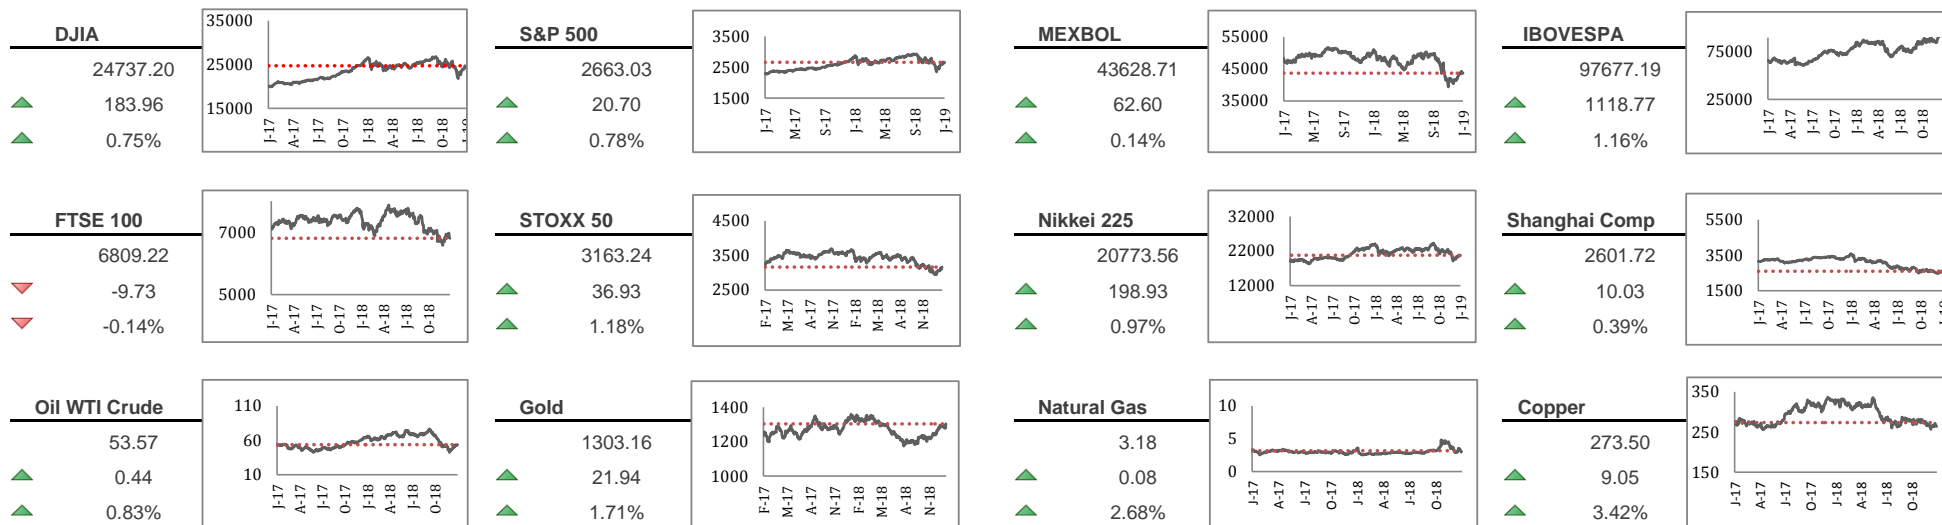 DJIA
24737.20
183.96
0.75%
35000
25000
15000
J-17
A-17
J-17
O-17
J-18
A-18
J-18
O-18
S&P 500
2663.03
20.70
0.78%
3500
2500
1500
J-17
M-17
S-17
J-18
M-18
S-18
J-19
MEXBOL
43628.71
62.60
0.14%
55000
45000
35000
J-17
M-17
S-17
J-18
M-18
S-18
J-19
IBOVESPA
97677.19
1118.77
1.16%
75000
25000
J-17
A-17
J-17
O-17
J-18
A-18
J-18
O-18
FTSE 100
6809.22
-9.73
-0.14%
7000
5000
J-17
A-17
J-17
O-17
J-18
A-18
J-18
O-18
STOXX 50
3163.24
36.93
1.18%
4500
3500
2500
F-17
M-17
A-17
N-17
F-18
M-18
A-18
N-18
Nikkei 225
20773.56
198.93
0.97%
32000
22000
12000
J-17
A-17
J-17
O-17
J-18
A-18
J-18
O-18
J-19
Shanghai Comp
2601.72
10.03
0.39%
5500
3500
1500
J-17
A-17
J-17
O-17
J-18
A-18
J-18
O-18
Oil WTI Crude
53.57
0.44
0.83%
110
60
10
J-17
A-17
J-17
O-17
J-18
A-18
J-18
O-18
Gold
1303.16
21.94
1.71%
1400
1200
1000
F-17
M-17
A-17
N-17
F-18
M-18
A-18
N-18
Natural Gas
3.18
0.08
2.68%
10
5
0
J-17
A-17
J-17
O-17
J-18
A-18
J-18
O-18
Copper
273.50
9.05
3.42%
350
250
150
J-17
A-17
J-17
O-17
J-18
A-18
J-18
O-18